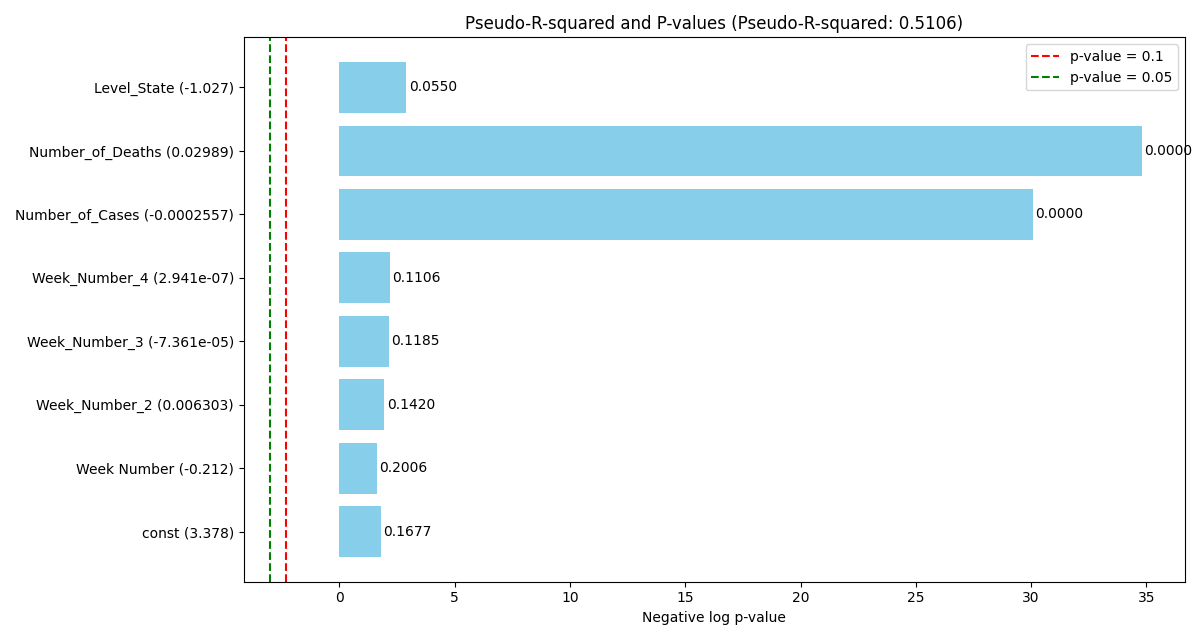 Pseudo-R-squared and P-values (Pseudo-R-squared: 0.5106)
p-value = 0.1
p-value = 0.05
Level_State (-1.027)
0.0550
Number_of_Deaths (0.02989)
0.0000
Number_of_Cases (-0.0002557)
0.0000
Week_Number_4 (2.941e-07)
0.1106
Week_Number_3 (-7.361e-05)
0.1185
Week_Number_2 (0.006303)
0.1420
Week Number (-0.212)
0.2006
const (3.378)
0.1677
0 5 10 15 20 25 30 35
Negative log p-value